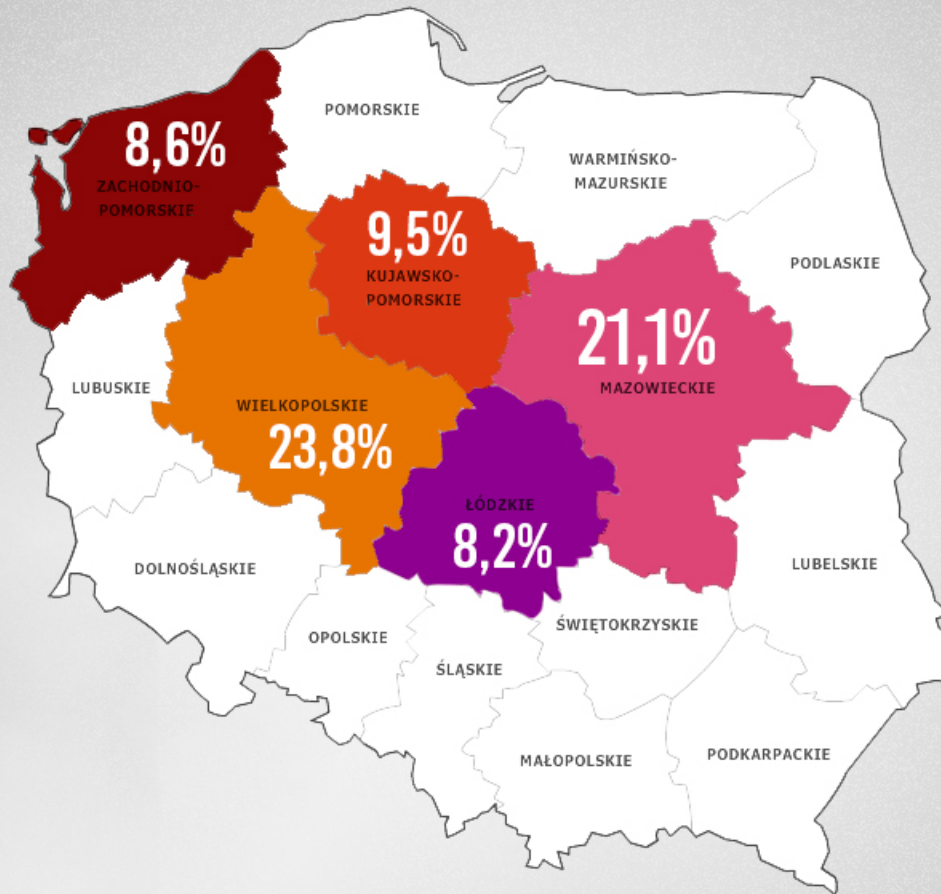 POMORSKIE
8,6%
ZACHODNIO-
POMORSKIE
WARMIŃSKO-
MAZURSKIE
9,5%
KUJAWSKO-
POMORSKIE
PODLASKIE
21,1%
MAZOWIECKIE
LUBUSKIE
WIELKOPOLSKIE
23,8%
ŁÓDZKIE
8,2%
DOLNOŚLĄSKIE
LUBELSKIE
OPOLSKIE
ŚWIĘTOKRZYSKIE
ŚLĄSKIE
MAŁOPOLSKIE
PODKARPACKIE